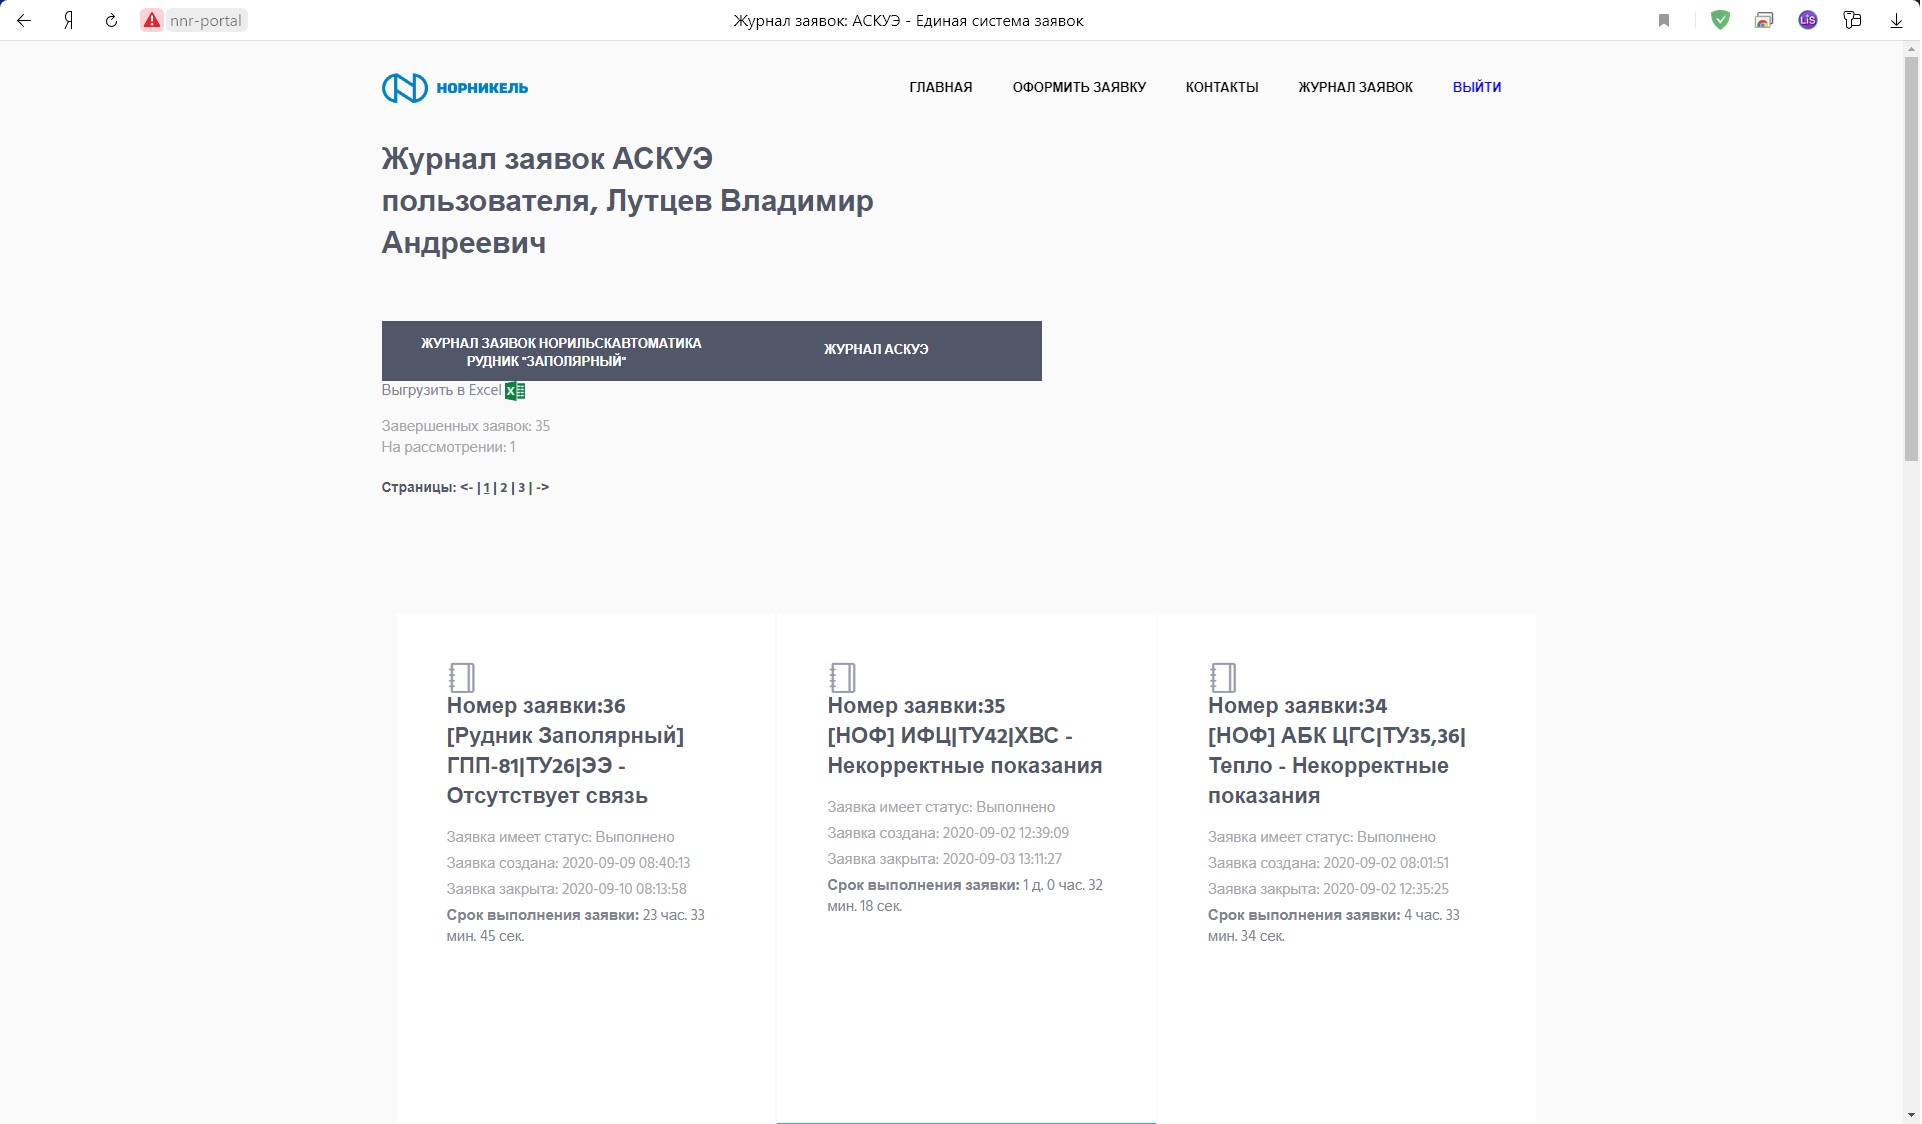 Я
nnr-portal
Журнал заявок: АСКУЭ - Единая система заявок
LiS
НОРНИКЕЛЬ
ГЛАВНАЯ
ОФОРМИТЬ ЗАЯВКУ
КОНТАКТЫ
ЖУРНАЛ ЗАЯВОК
ВЫЙТИ
Журнал заявок АСКУЭ
пользователя, Лутцев Владимир
Андреевич
ЖУРНАЛ ЗАЯВОК НОРИЛЬСКАВТОМАТИКА
РУДНИК "ЗАПОЛЯРНЫЙ"
ЖУРНАЛ АСКУЭ
Выгрузить в Excel
Завершенных заявок: 35
На рассмотрении: 1
Страницы: <- | 1 | 2 | 3 | ->
Номер заявки:36
[Рудник Заполярный]
ГПП-81|ТУ26|ЭЭ -
Отсутствует связь
Заявка имеет статус: Выполнено
Заявка создана: 2020-09-09 08:40:13
Заявка закрыта: 2020-09-10 08:13:58
Срок выполнения заявки: 23 час. 33
мин. 45 сек.
Номер заявки:35
[НОФ] ИФЦ|ТУ42|ХВС -
Некорректные показания
Заявка имеет статус: Выполнено
Заявка создана: 2020-09-02 12:39:09
Заявка закрыта: 2020-09-03 13:11:27
Срок выполнения заявки: 1 д. 0 час. 32
мин. 18 сек.
Номер заявки:34
[НОФ] АБК ЦГС|ТУ35,36|
Тепло - Некорректные
показания
Заявка имеет статус: Выполнено
Заявка создана: 2020-09-02 08:01:51
Заявка закрыта: 2020-09-02 12:35:25
Срок выполнения заявки: 4 час. 33
мин. 34 сек.